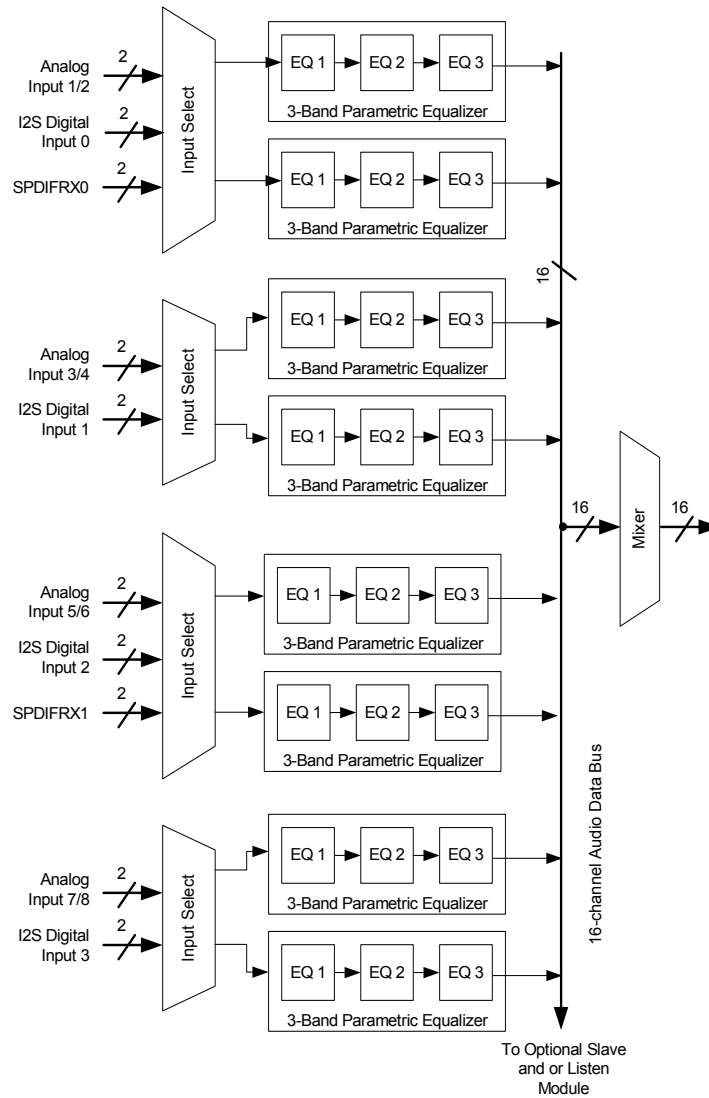 2
Analog
Input 1/2
2
I2S Digital
Input 0
2
SPDIFRX0
Input Select
EQ 1
EQ 2
EQ 3
3-Band Parametric Equalizer
EQ 1
EQ 2
EQ 3
3-Band Parametric Equalizer
16
2
Analog
Input 3/4
2
I2S Digital
Input 1
Input Select
EQ 1
EQ 2
EQ 3
3-Band Parametric Equalizer
EQ 1
EQ 2
EQ 3
3-Band Parametric Equalizer
16
Mixer
16
2
Analog
Input 5/6
2
I2S Digital
Input 2
2
SPDIFRX1
Input Select
EQ 1
EQ 2
EQ 3
3-Band Parametric Equalizer
EQ 1
EQ 2
EQ 3
3-Band Parametric Equalizer
16-channel Audio Data Bus
2
Analog
Input 7/8
2
I2S Digital
Input 3
Input Select
EQ 1
EQ 2
EQ 3
3-Band Parametric Equalizer
EQ 1
EQ 2
EQ 3
3-Band Parametric Equalizer
To Optional Slave
and or Listen
Module